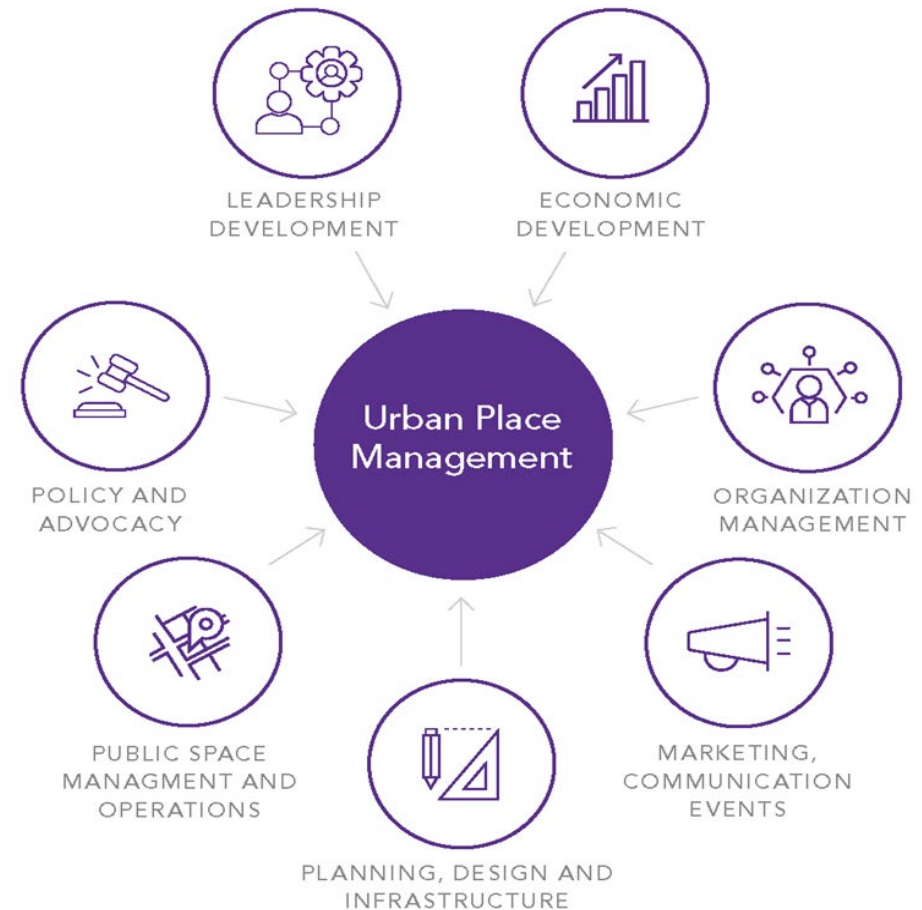 LEADERSHIP
DEVELOPMENT
ECONOMIC
DEVELOPMENT
Urban Place
Management
POLICY AND
ADVOCACY
ORGANIZATION
MANAGEMENT
PUBLIC SPACE
MANAGMENT AND
OPERATIONS
MARKETING,
COMMUNICATION
EVENTS
PLANNING, DESIGN AND
INFRASTRUCTURE